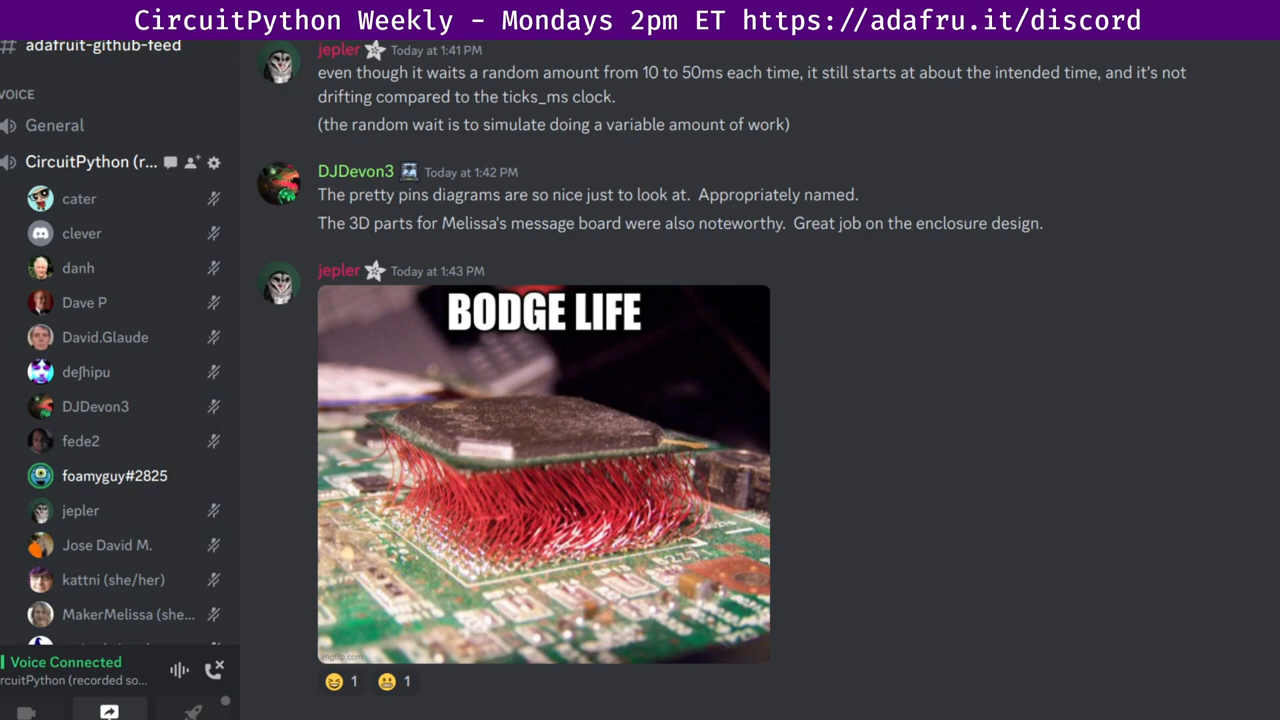 CircuitPython Weekly - Mondays 2pm ET https://adafru.it/discord
# adafruit-github-feed
VOICE
General
CircuitPython (r...
cater
clever
danh
Dave P
David.Glaude
deʃhipu
DJDevon3
fede2
foamyguy#2825
jepler
Jose David M.
kattni (she/her)
MakerMelissa (she...
Voice Connected
rcuitPython (recorded so...
jepler Today at 1:41 PM
even though it waits a random amount from 10 to 50ms each time, it still starts at about the intended time, and it's not
drifting compared to the ticks_ms clock.
(the random wait is to simulate doing a variable amount of work)
DJDevon3 Today at 1:42 PM
The pretty pins diagrams are so nice just to look at. Appropriately named.
The 3D parts for Melissa's message board were also noteworthy. Great job on the enclosure design.
jepler Today at 1:43 PM
BODGE LIFE
imgflip.com
1 1